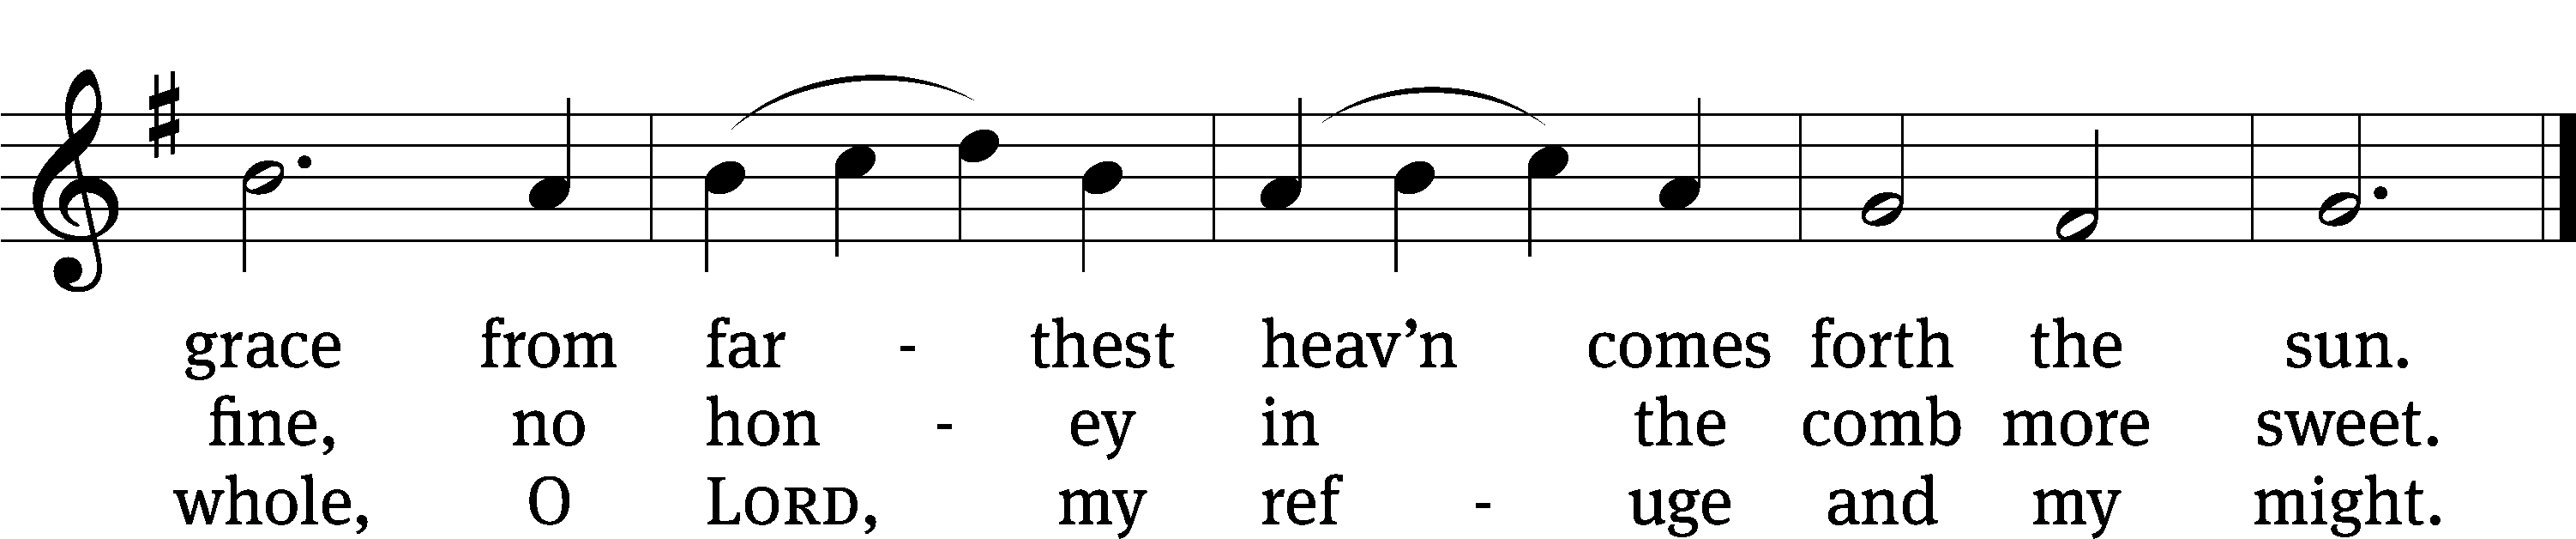 grace from far - thest heav’n comes forth the sun.
fine, no hon - ey in the comb more sweet.
whole, O LORD, my ref - uge and my might.